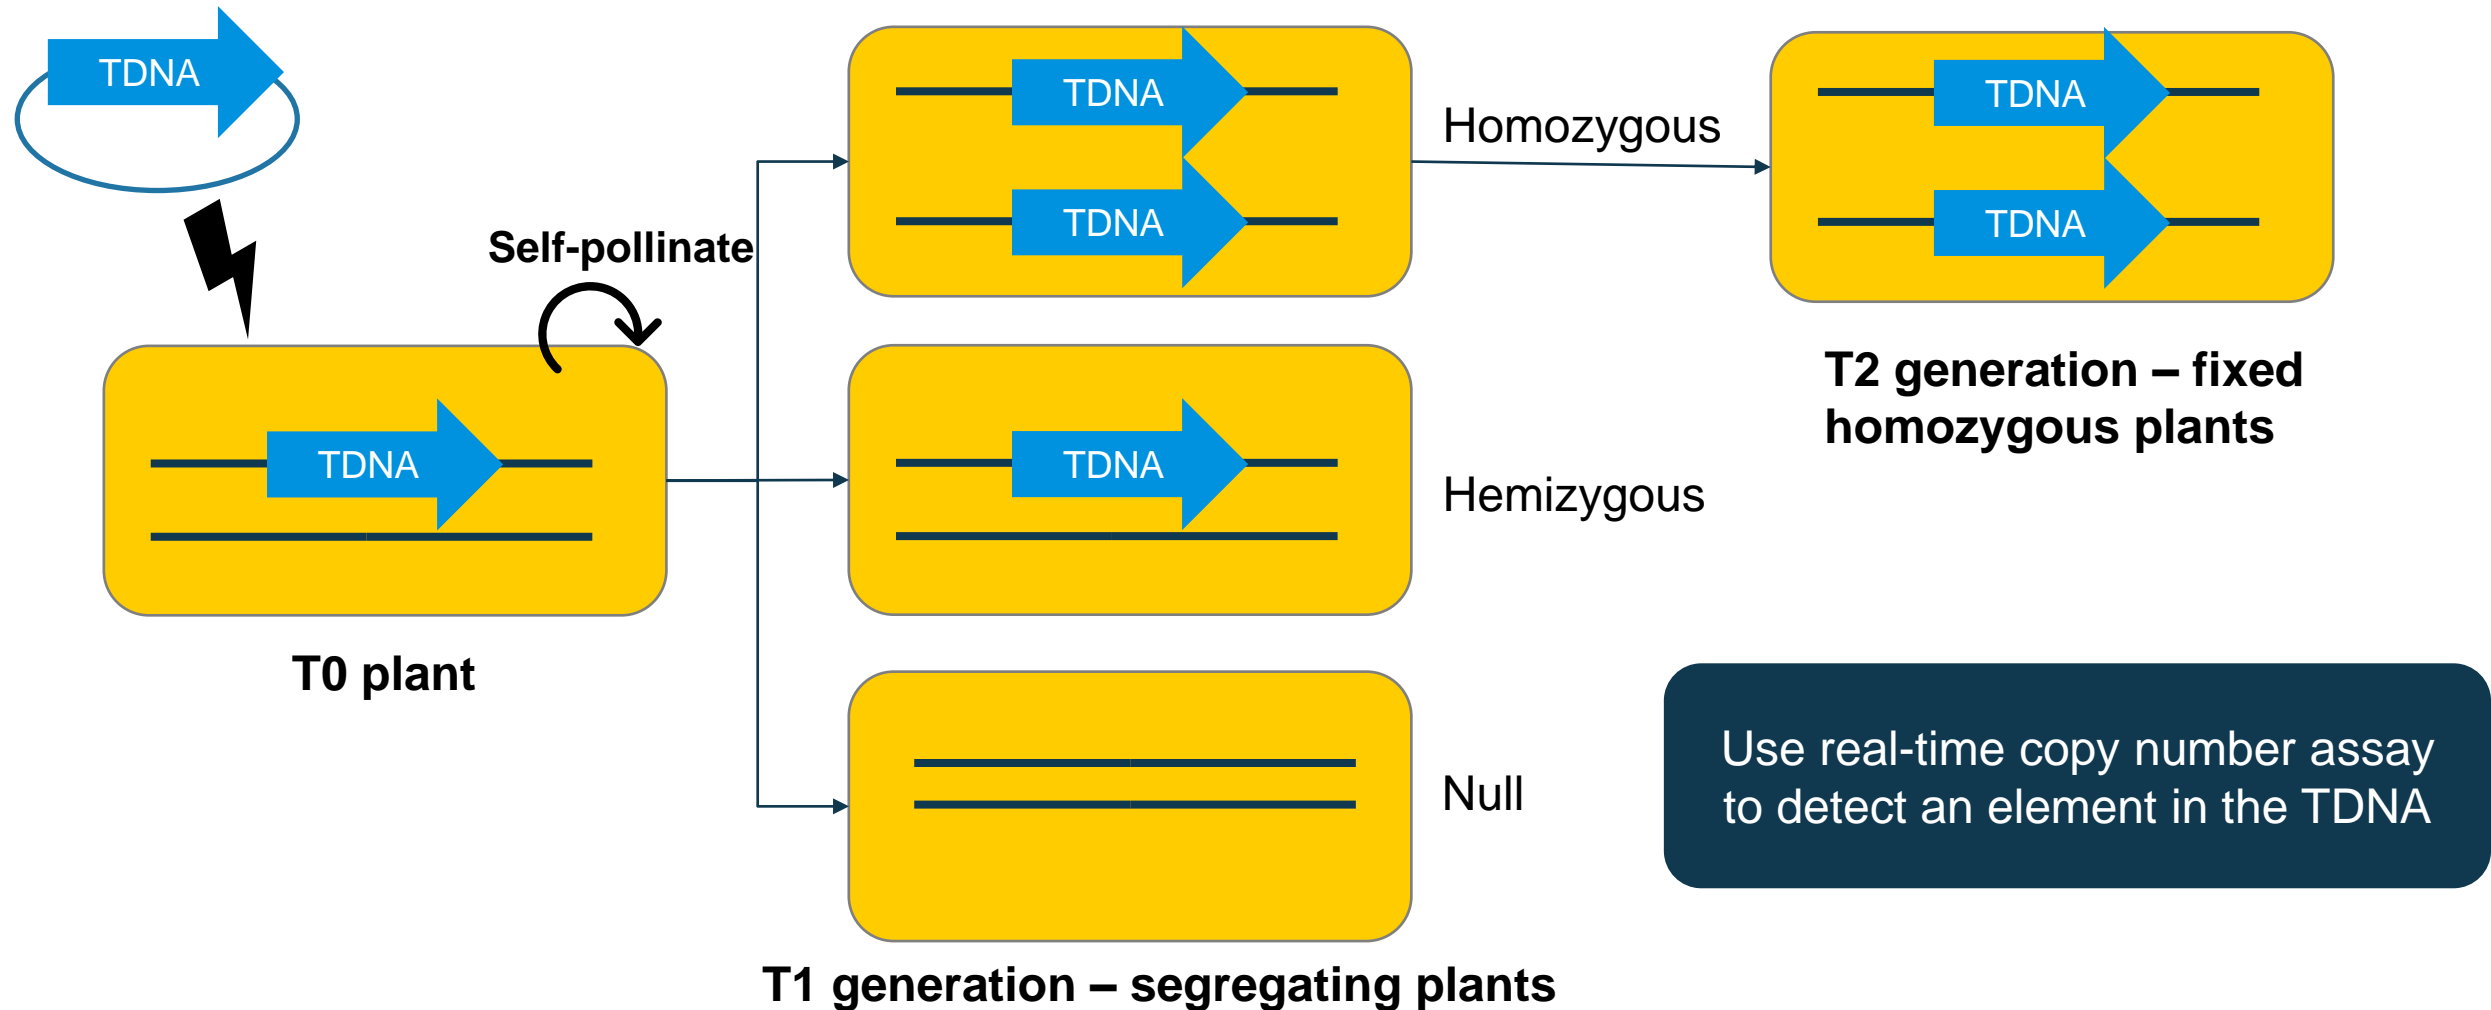 TDNA
Self-pollinate
TDNA
T0 plant
TDNA
TDNA
Homozygous
TDNA
Hemizygous
Null
T1 generation – segregating plants
TDNA
TDNA
T2 generation – fixed
homozygous plants
Use real-time copy number assay
to detect an element in the TDNA